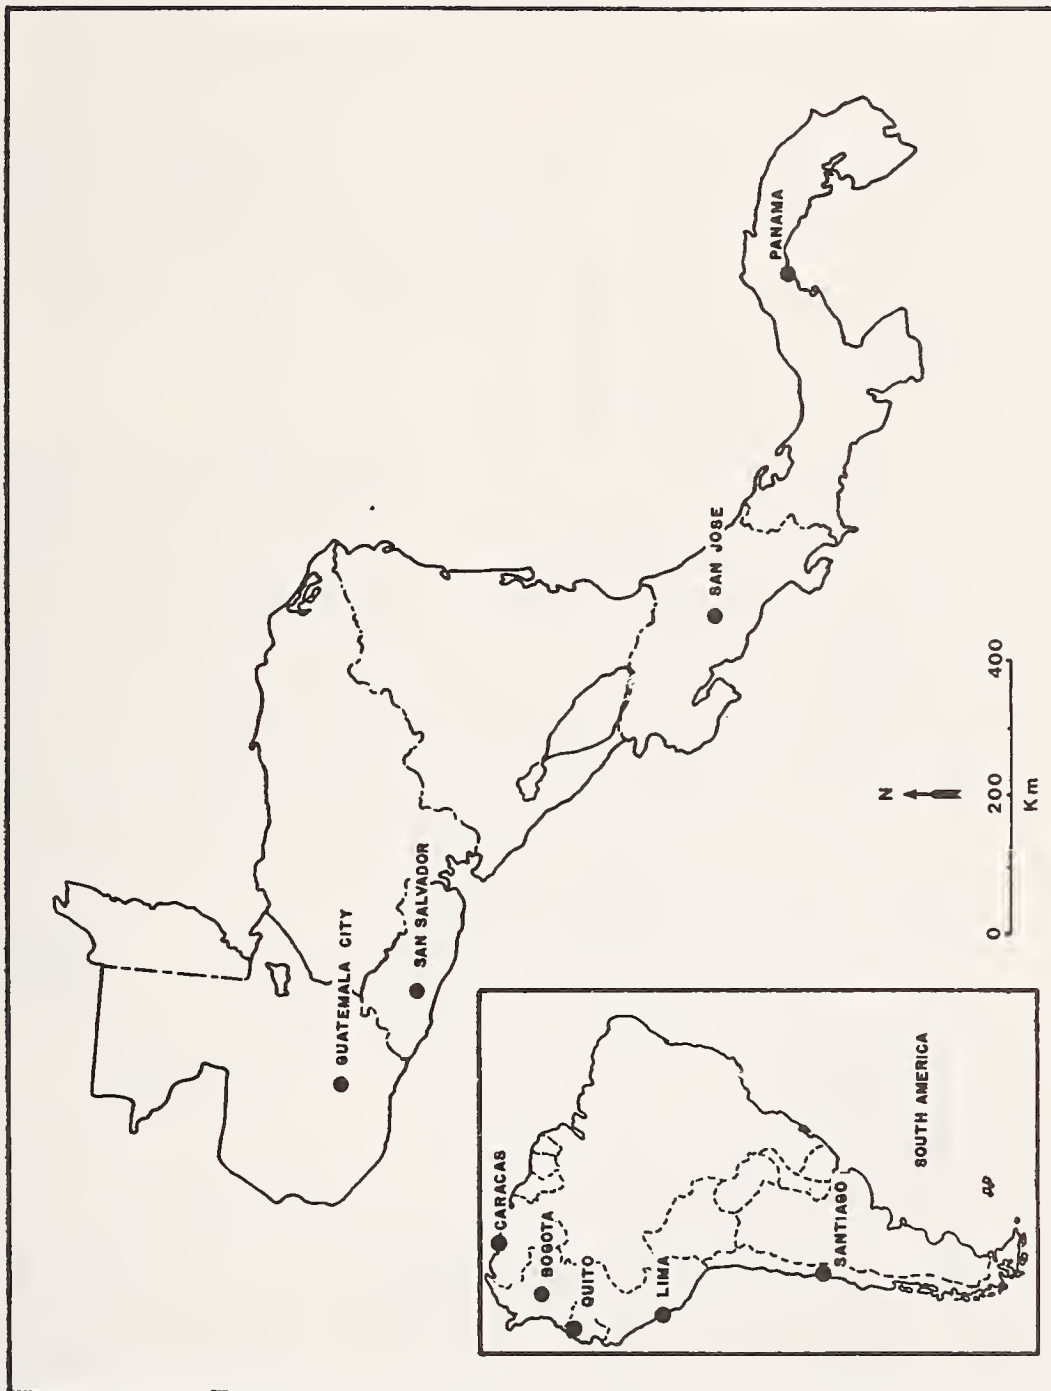 GUATEMALA CITY
SAN SALVADOR
SAN JOSE
PANAMA
N
0 200 400
Km
CARACAS
BOGOTA
QUITO
LIMA
SANTIAGO
SOUTH AMERICA